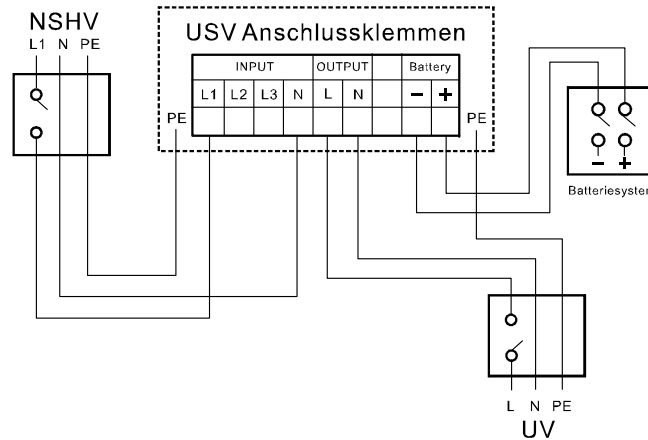 NSHV
L1 N PE
USV Anschlussklemmen
INPUT OUTPUT Battery
L1 L2 L3 N L N − +
PE PE
− +
Batteriesystem
L N PE
UV